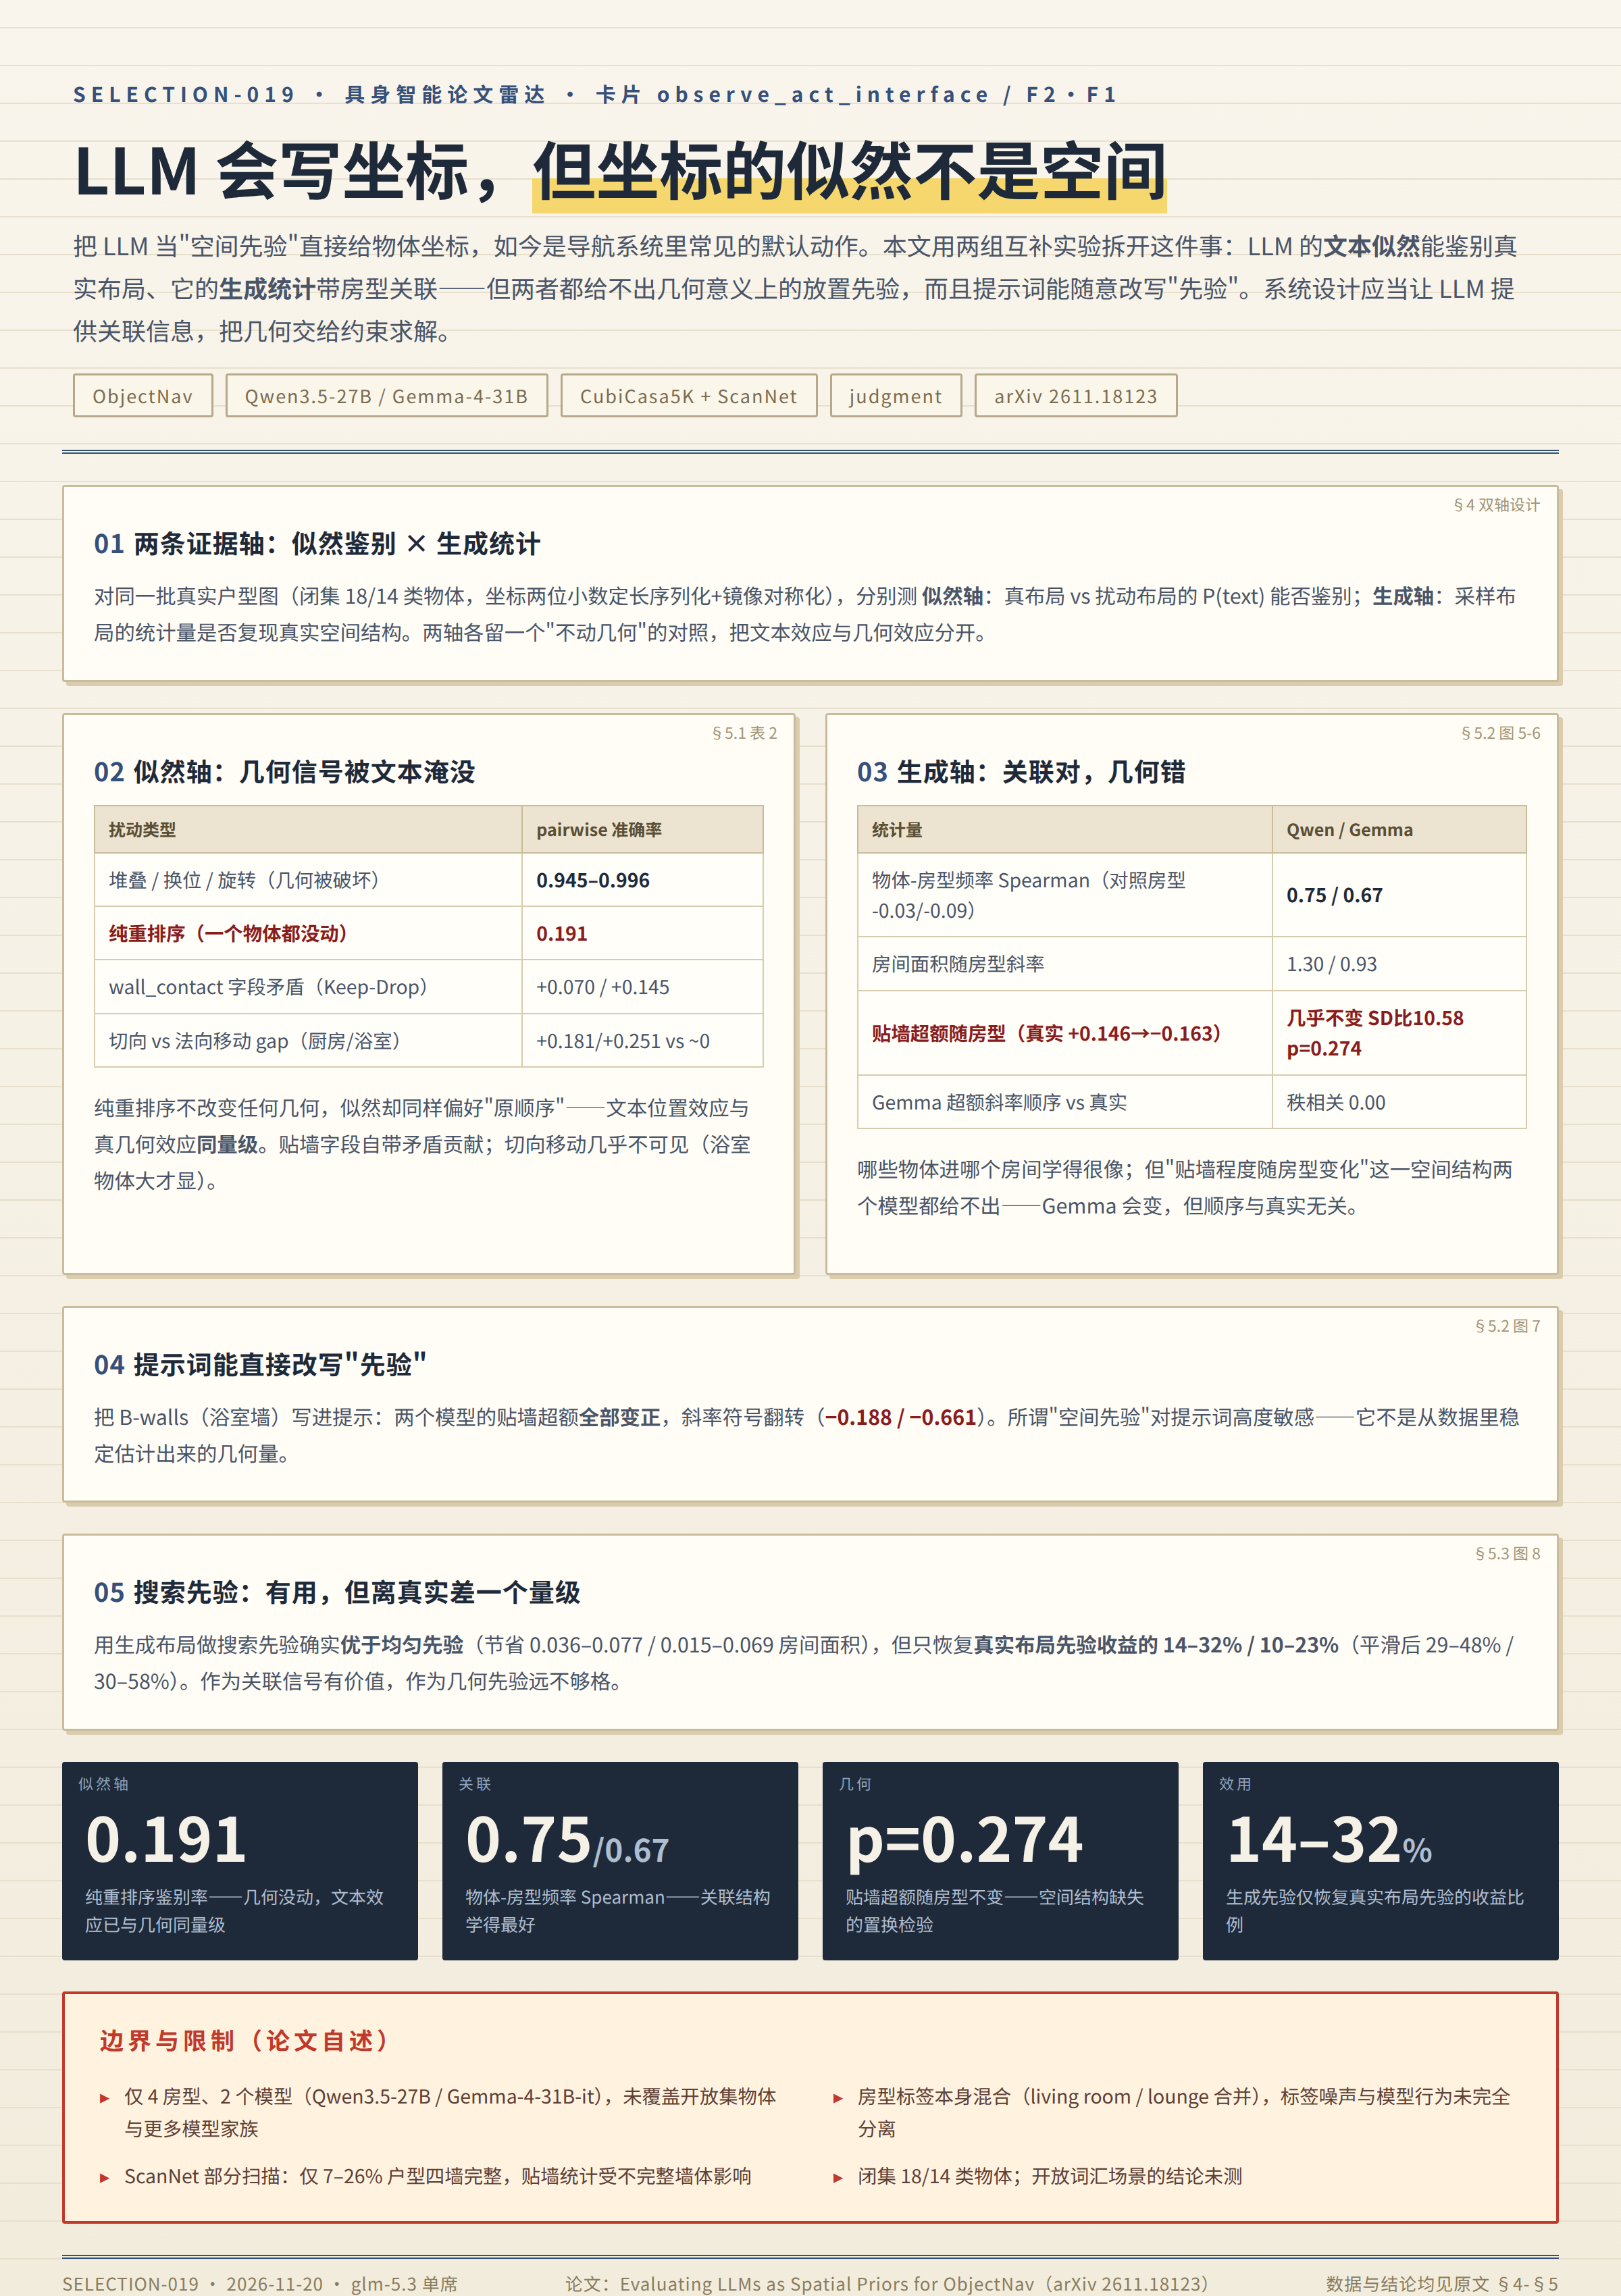 SELECTION-019 · 具身智能论文雷达 · 卡片 observe_act_interface / F2·F1
LLM 会写坐标，但坐标的似然不是空间
把 LLM 当"空间先验"直接给物体坐标，如今是导航系统里常见的默认动作。本文用两组互补实验拆开这件事：LLM 的文本似然能鉴别真
实布局、它的生成统计带房型关联——但两者都给不出几何意义上的放置先验，而且提示词能随意改写"先验"。系统设计应当让 LLM 提
供关联信息，把几何交给约束求解。
ObjectNav
Qwen3.5-27B / Gemma-4-31B
CubiCasa5K + ScanNet
judgment
arXiv 2611.18123
§4 双轴设计
01 两条证据轴：似然鉴别 × 生成统计
对同一批真实户型图（闭集 18/14 类物体，坐标两位小数定长序列化+镜像对称化），分别测 似然轴：真布局 vs 扰动布局的 P(text) 能否鉴别；生成轴：采样布
局的统计量是否复现真实空间结构。两轴各留一个"不动几何"的对照，把文本效应与几何效应分开。
§5.1 表 2
02 似然轴：几何信号被文本淹没
扰动类型
pairwise 准确率
堆叠 / 换位 / 旋转（几何被破坏）
0.945–0.996
纯重排序（一个物体都没动）
0.191
wall_contact 字段矛盾（Keep-Drop）
+0.070 / +0.145
切向 vs 法向移动 gap（厨房/浴室）
+0.181/+0.251 vs ~0
纯重排序不改变任何几何，似然却同样偏好"原顺序"——文本位置效应与
真几何效应同量级。贴墙字段自带矛盾贡献；切向移动几乎不可见（浴室
物体大才显）。
§5.2 图 5-6
03 生成轴：关联对，几何错
统计量
Qwen / Gemma
物体-房型频率 Spearman（对照房型
-0.03/-0.09）
0.75 / 0.67
房间面积随房型斜率
1.30 / 0.93
贴墙超额随房型（真实 +0.146→−0.163）
几乎不变 SD比10.58
p=0.274
Gemma 超额斜率顺序 vs 真实
秩相关 0.00
哪些物体进哪个房间学得很像；但"贴墙程度随房型变化"这一空间结构两
个模型都给不出——Gemma 会变，但顺序与真实无关。
§5.2 图 7
04 提示词能直接改写"先验"
把 B-walls（浴室墙）写进提示：两个模型的贴墙超额全部变正，斜率符号翻转（−0.188 / −0.661）。所谓"空间先验"对提示词高度敏感——它不是从数据里稳
定估计出来的几何量。
§5.3 图 8
05 搜索先验：有用，但离真实差一个量级
用生成布局做搜索先验确实优于均匀先验（节省 0.036–0.077 / 0.015–0.069 房间面积），但只恢复真实布局先验收益的 14–32% / 10–23%（平滑后 29–48% /
30–58%）。作为关联信号有价值，作为几何先验远不够格。
似然轴
0.191
纯重排序鉴别率——几何没动，文本效
应已与几何同量级
关联
0.75/0.67
物体-房型频率 Spearman——关联结构
学得最好
几何
p=0.274
贴墙超额随房型不变——空间结构缺失
的置换检验
效用
14–32%
生成先验仅恢复真实布局先验的收益比
例
边界与限制（论文自述）
▸ 仅 4 房型、2 个模型（Qwen3.5-27B / Gemma-4-31B-it），未覆盖开放集物体
与更多模型家族
▸ 房型标签本身混合（living room / lounge 合并），标签噪声与模型行为未完全
分离
▸ ScanNet 部分扫描：仅 7–26% 户型四墙完整，贴墙统计受不完整墙体影响
▸ 闭集 18/14 类物体；开放词汇场景的结论未测
SELECTION-019 · 2026-11-20 · glm-5.3 单席
论文：Evaluating LLMs as Spatial Priors for ObjectNav（arXiv 2611.18123）
数据与结论均见原文 §4-§5